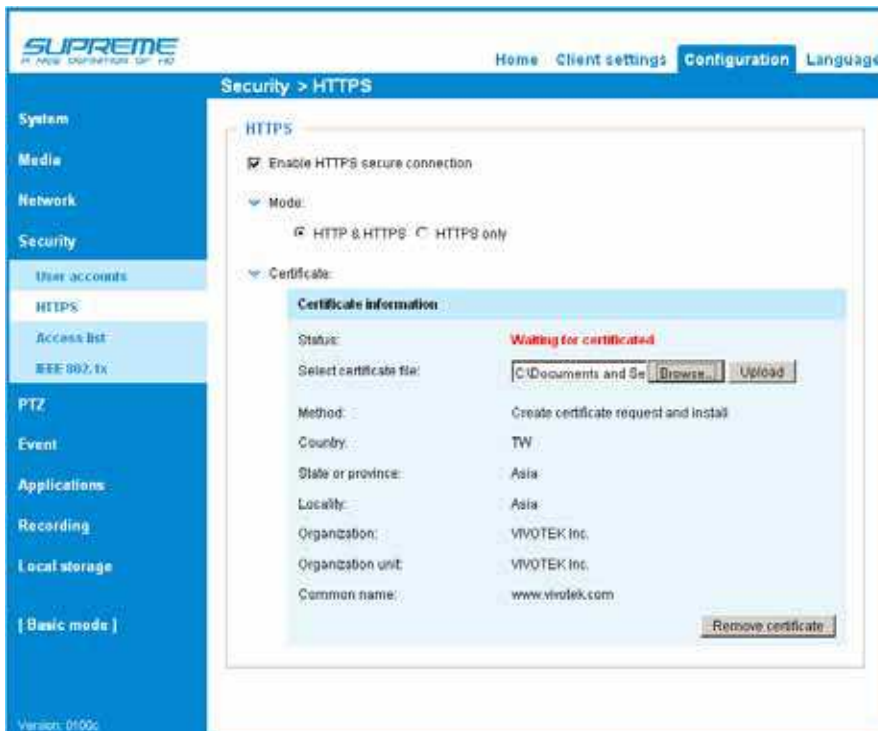 SUPREME
A NEW DEFINITION OF HD
Home Client settings Configuration Language
Security > HTTPS
System
Media
Network
Security
User accounts
HTTPS
Access list
IEEE 802.1x
PTZ
Event
Applications
Recording
Local storage
[ Basic mode ]
Version: 0100c
HTTPS
Enable HTTPS secure connection
Mode:
HTTP & HTTPS HTTPS only
Certificate:
Certificate information
Status: Waiting for certificated
Select certificate file: C:\Documents and Se Browse... Upload
Method: Create certificate request and install
Country: TW
State or province: Asia
Locality: Asia
Organization: VIVOTEK Inc.
Organization unit: VIVOTEK Inc.
Common name: www.vivotek.com
Remove certificate